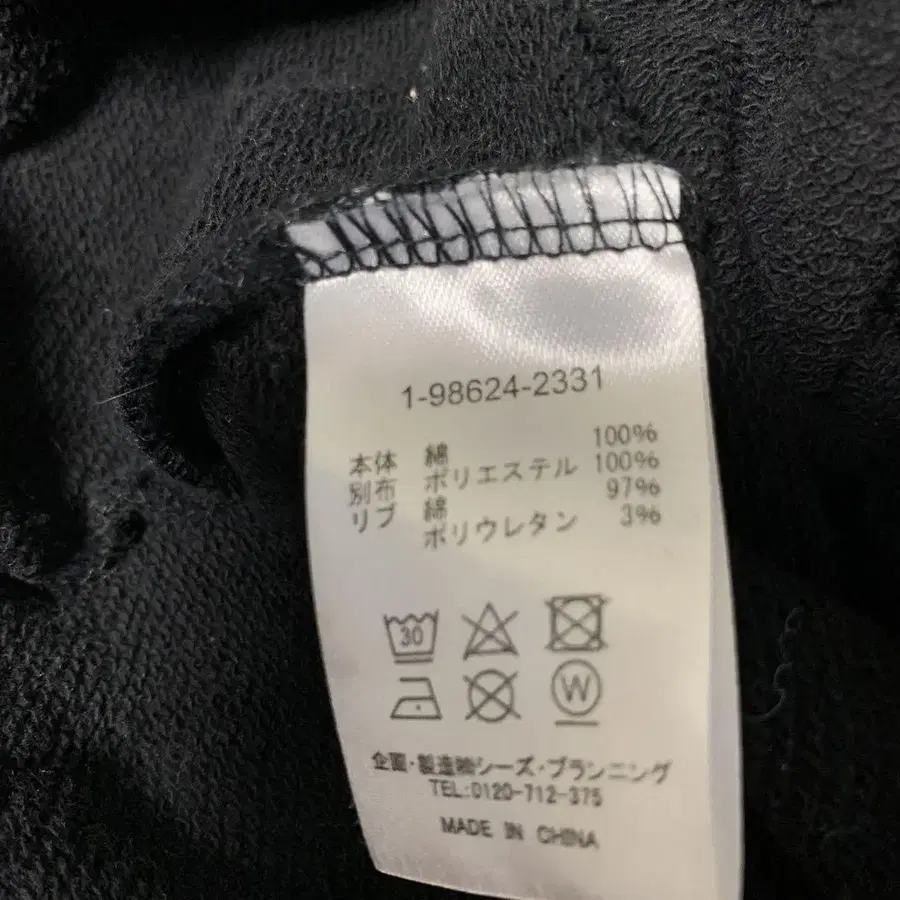 1-98624-2331
本体 綿 100%
別布 ポリエステル 100%
リブ 綿 97%
ポリウレタン 3%
30
W
企画・製造㈱シーズ・プランニング
TEL:0120-712-375
MADE IN CHINA